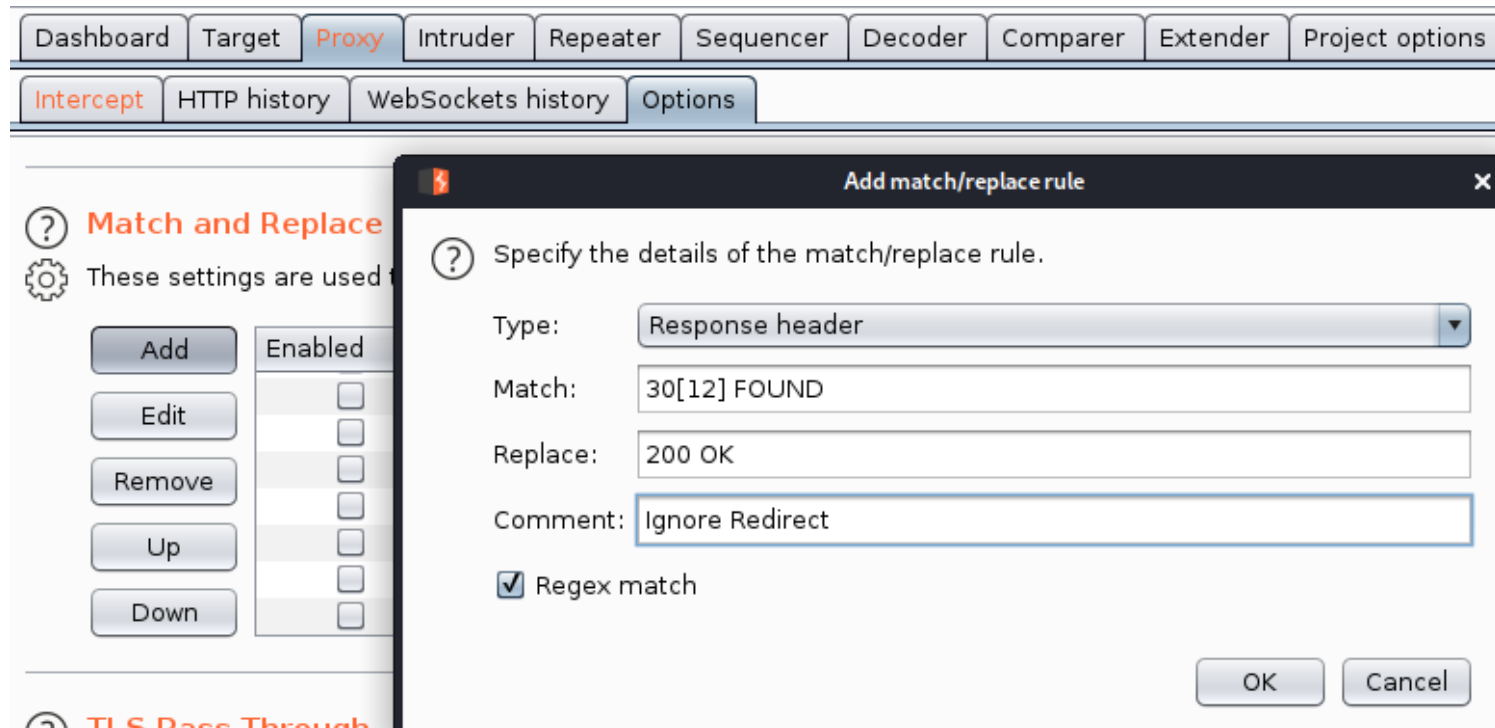 Dashboard Target Proxy Intruder Repeater Sequencer Decoder Comparer Extender Project options
Intercept HTTP history WebSockets history Options
Add match/replace rule
Match and Replace
These settings are used
Add
Edit
Remove
Up
Down
Enabled
Specify the details of the match/replace rule.
Type: Response header
Match: 30[12] FOUND
Replace: 200 OK
Comment: Ignore Redirect
Regex match
OK Cancel
TLS Pass Through